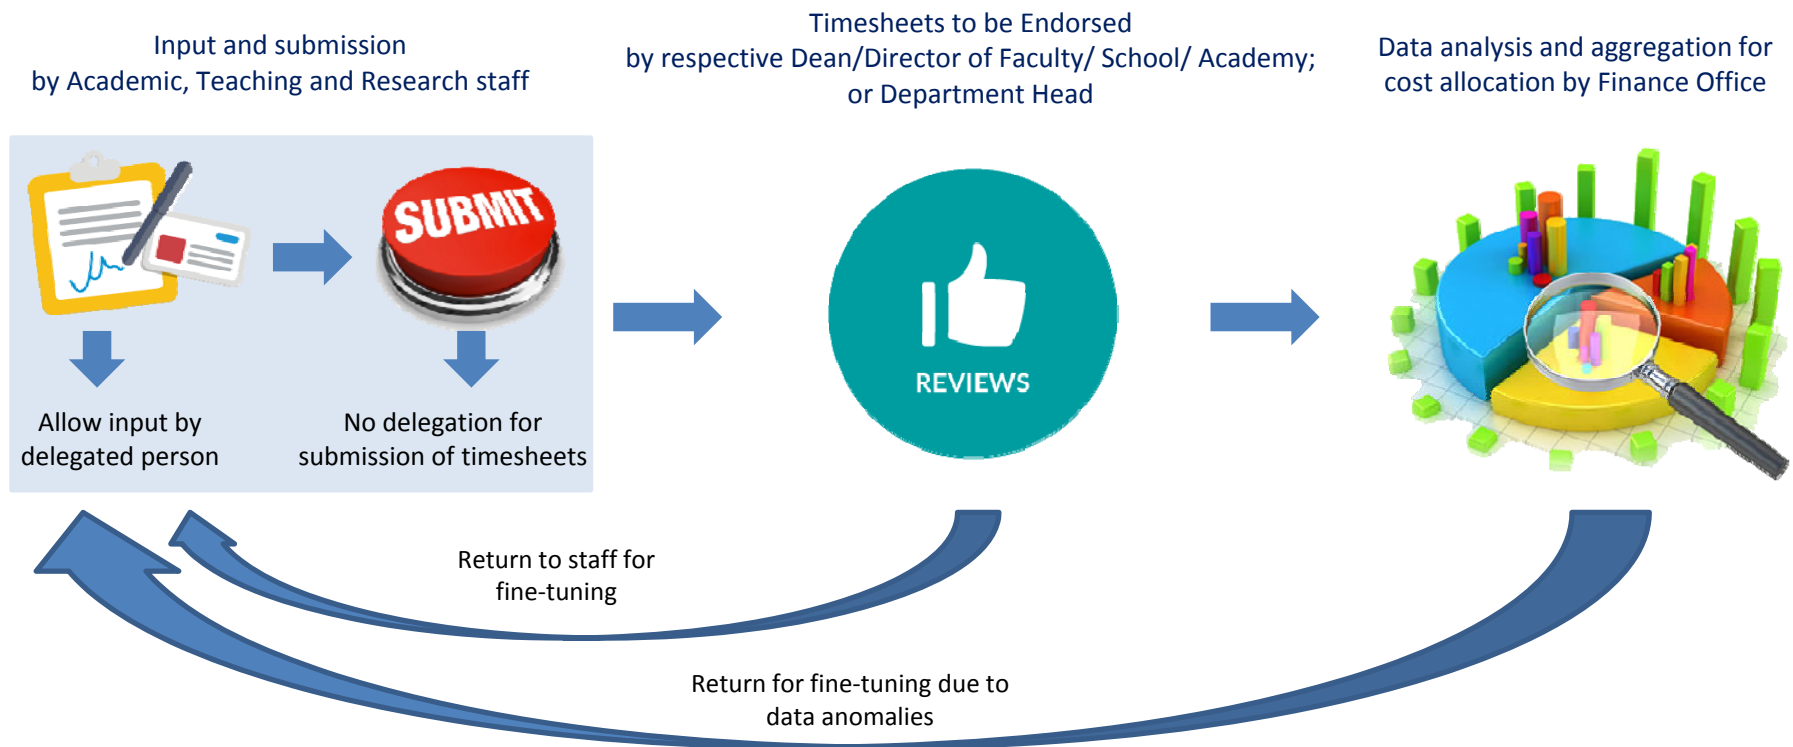 Input and submission
by Academic, Teaching and Research staff
Timesheets to be Endorsed
by respective Dean/Director of Faculty/ School/ Academy;
or Department Head
Data analysis and aggregation for
cost allocation by Finance Office
SUBMIT
REVIEWS
Allow input by
delegated person
No delegation for
submission of timesheets
Return to staff for
fine-tuning
Return for fine-tuning due to
data anomalies